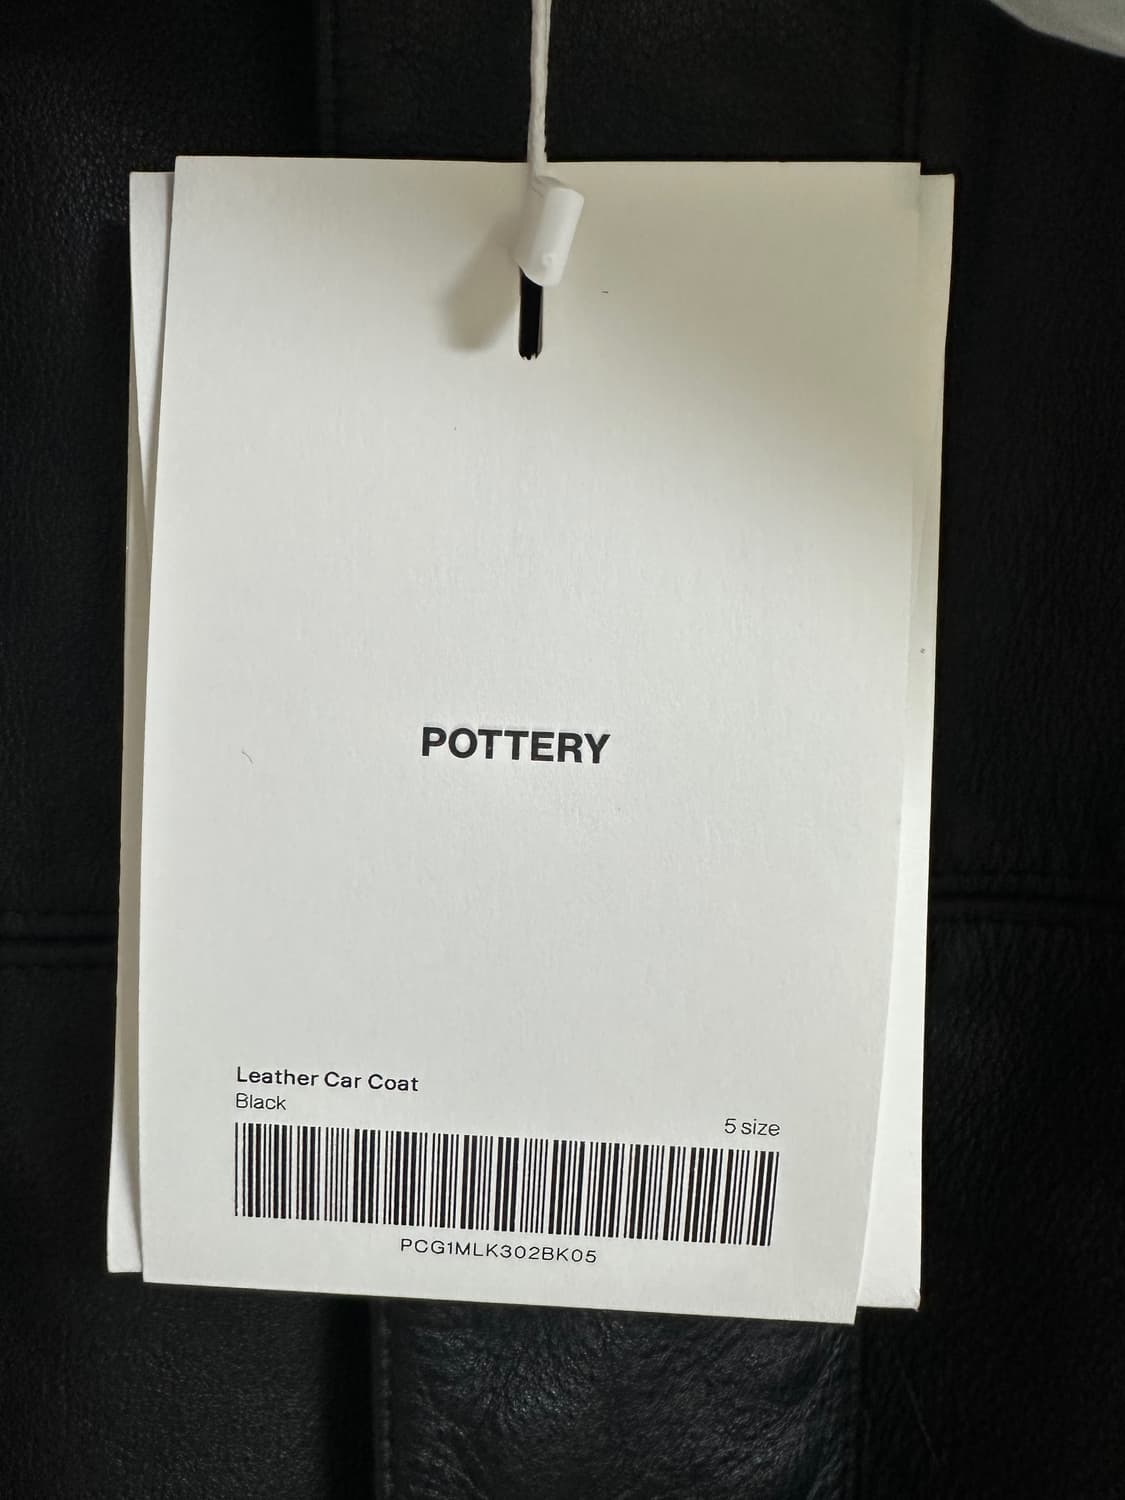 POTTERY
Leather Car Coat
Black
5 size
PCG1MLK302BK05